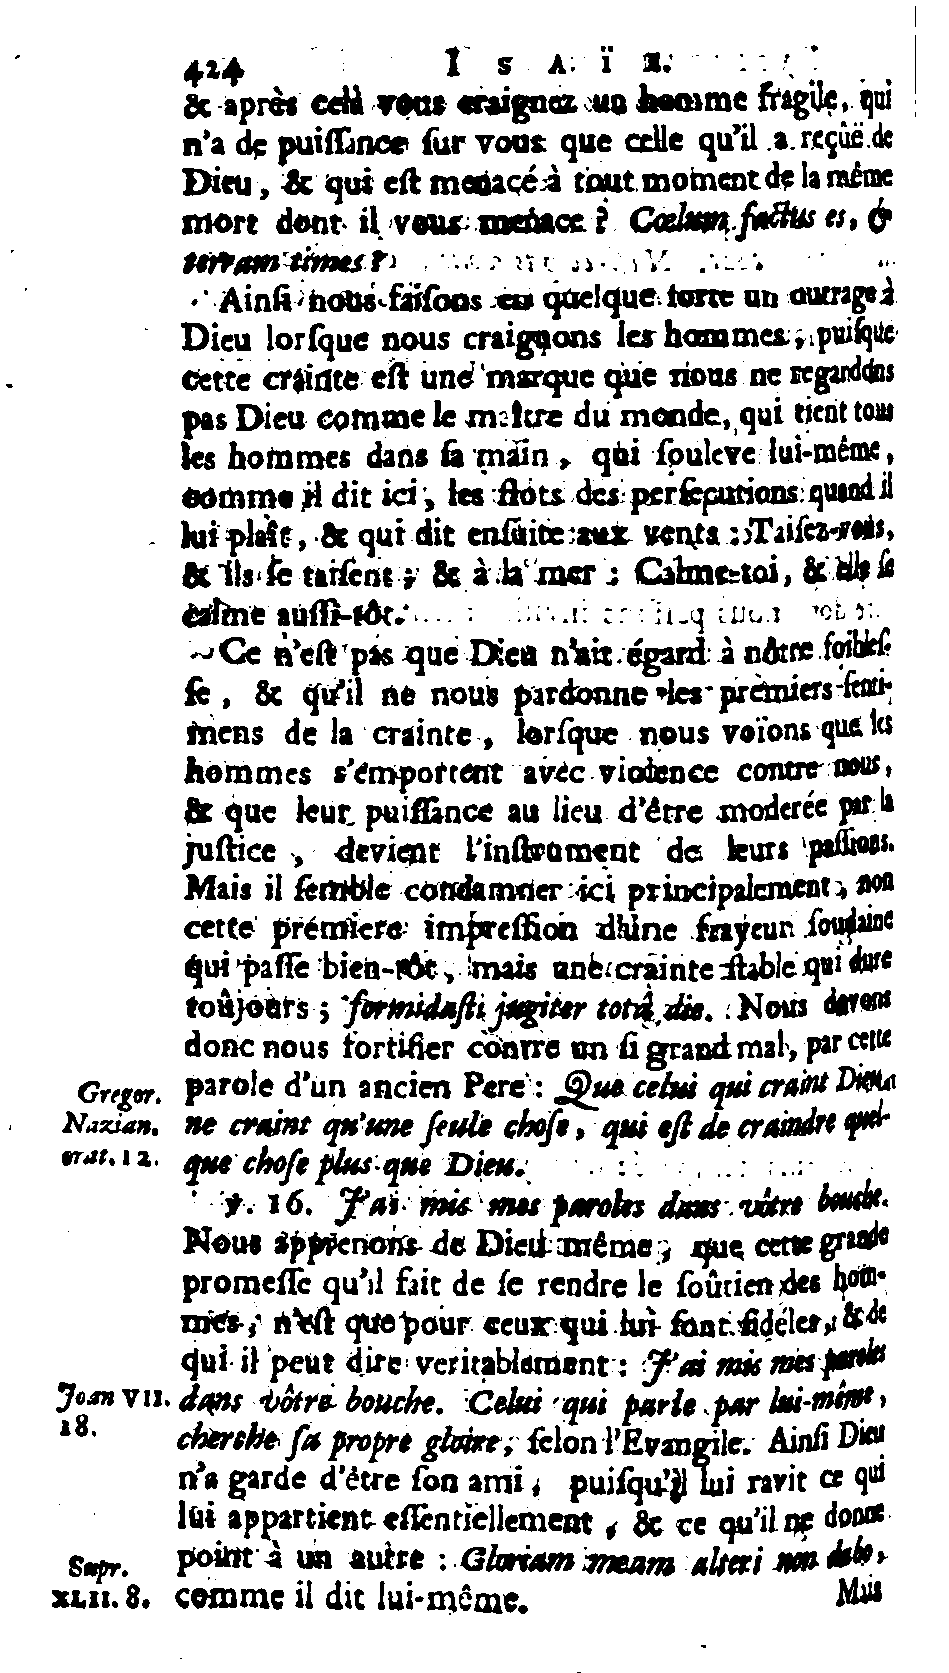 424 ISAÏE.
& après celà vous craignez un homme fragile, qui
n'a de puiſſance ſur vous que celle qu'il a reçûë de
Dieu, & qui eſt menacé à tout moment de la même
mort dont il vous menace ? Cœlum factus es, &
terram times ?
Ainſi nous faiſons en quelque ſorte un outrage à
Dieu lorſque nous craignons les hommes, puiſque
cette crainte eſt une marque que nous ne regardons
pas Dieu comme le maître du monde, qui tient tous
les hommes dans ſa main, qui ſouleve lui-même,
comme il dit ici, les flots des perſecutions quand il
lui plaît, & qui dit enſuite aux vents : Taiſez-vous,
& ils ſe taiſent ; & à la mer : Calme-toi, & elle ſe
calme auſſi-tôt.
Ce n'eſt pas que Dieu n'ait égard à nôtre foibleſ-
ſe, & qu'il ne nous pardonne les premiers ſenti-
mens de la crainte, lorſque nous voïons que les
hommes s'emportent avec violence contre nous,
& que leur puiſſance au lieu d'être moderée par la
juſtice, devient l'inſtrument de leurs paſſions.
Mais il ſemble condamner ici principalement, non
cette premiere impreſſion d'une frayeur ſoudaine
qui paſſe bien-tôt, mais une crainte ſtable qui dure
toûjours ; formidaſti jugiter totâ die. Nous devons
donc nous fortifier contre un ſi grand mal, par cette
parole d'un ancien Pere : Que celui qui craint Dieu
ne craint qu'une ſeule choſe, qui eſt de craindre quel-
que choſe plus que Dieu.
Gregor.
Nazian.
orat. 12.
℣. 16. J'ai mis mes paroles dans vôtre bouche.
Nous apprenons de Dieu même, que cette grande
promeſſe qu'il fait de ſe rendre le ſoûtien des hom-
mes, n'eſt que pour ceux qui lui ſont fidéles, & de
qui il peut dire veritablement : J'ai mis mes paroles
dans vôtre bouche. Celui qui parle par lui-même,
cherche ſa propre gloire, ſelon l'Evangile. Ainſi Dieu
n'a garde d'être ſon ami, puiſqu'il lui ravit ce qui
lui appartient eſſentiellement, & ce qu'il ne donne
point à un autre : Gloriam meam alteri non dabo,
comme il dit lui-même.
Joan VII.
18.
Supr.
XLII. 8.
Mais